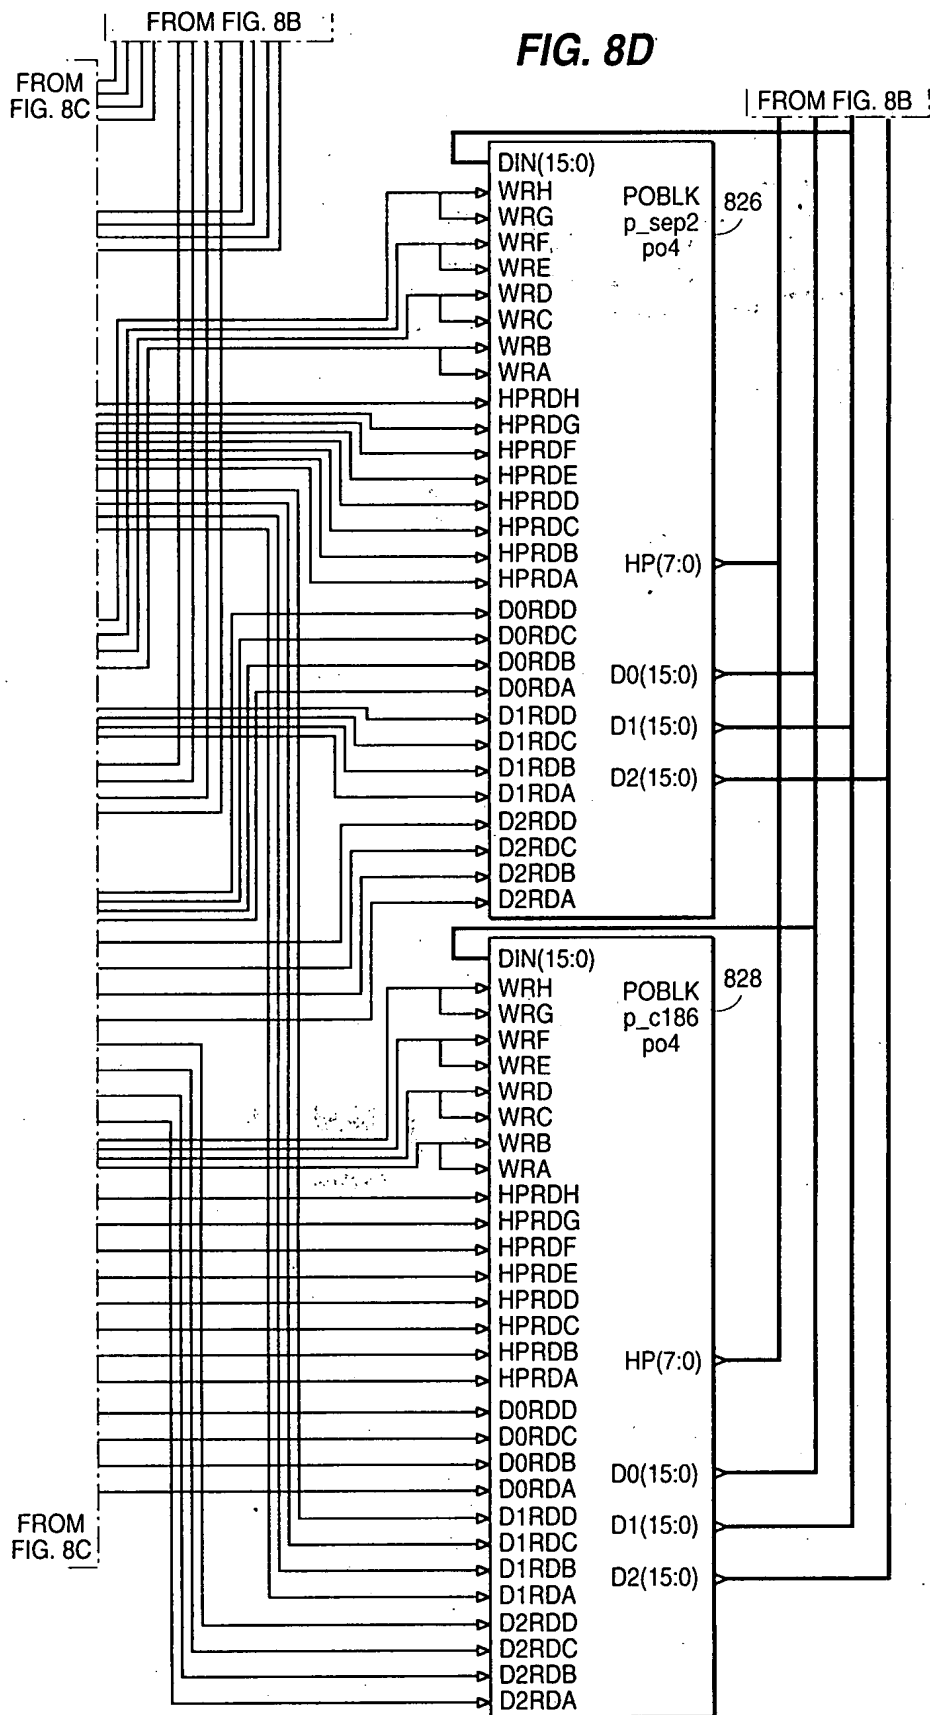 FROM FIG. 8B
FIG. 8D
FROM
FIG. 8C
FROM FIG. 8B
DIN(15:0)
WRH
WRG
WRF
WRE
WRD
WRC
WRB
WRA
HPRDH
HPRDG
HPRDF
HPRDE
HPRDD
HPRDC
HPRDB
HPRDA
D0RDD
D0RDC
D0RDB
D0RDA
D1RDD
D1RDC
D1RDB
D1RDA
D2RDD
D2RDC
D2RDB
D2RDA
POBLK
p_sep2
po4
826
HP(7:0)
D0(15:0)
D1(15:0)
D2(15:0)
DIN(15:0)
WRH
WRG
WRF
WRE
WRD
WRC
WRB
WRA
HPRDH
HPRDG
HPRDF
HPRDE
HPRDD
HPRDC
HPRDB
HPRDA
D0RDD
D0RDC
D0RDB
D0RDA
D1RDD
D1RDC
D1RDB
D1RDA
D2RDD
D2RDC
D2RDB
D2RDA
POBLK
p_c186
po4
828
HP(7:0)
D0(15:0)
D1(15:0)
D2(15:0)
FROM
FIG. 8C